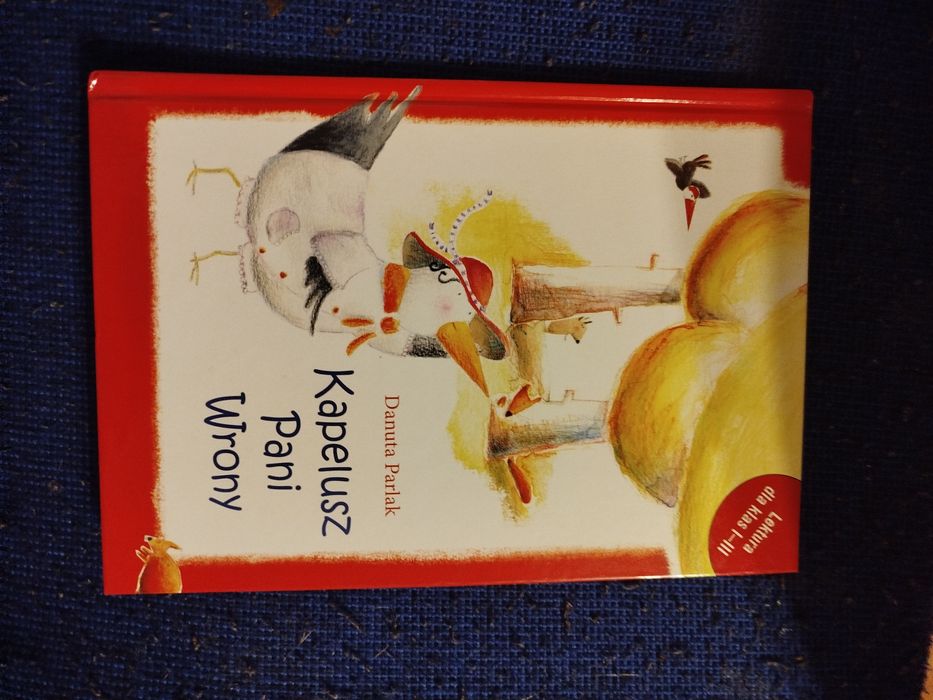 Lektura
dla klas I-III
Danuta Parlak
Kapelusz
Pani
Wrony